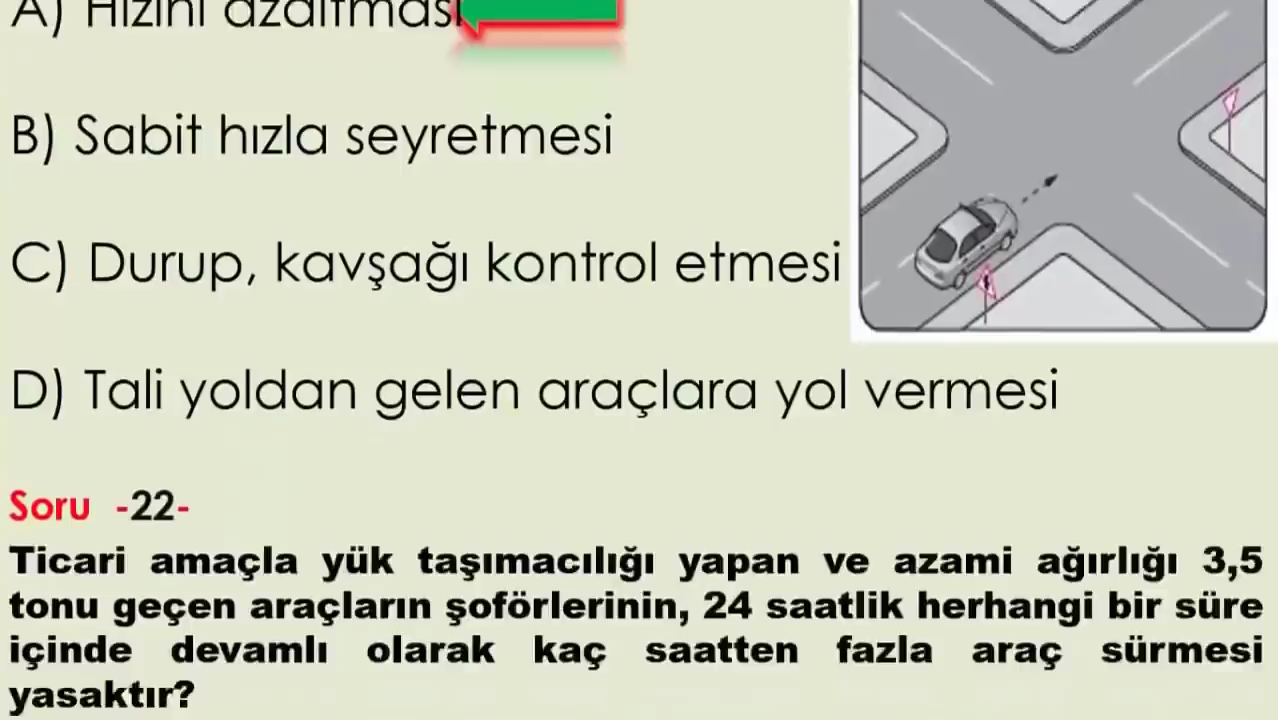 A) Hızını azaltması
B) Sabit hızla seyretmesi
C) Durup, kavşağı kontrol etmesi
D) Tali yoldan gelen araçlara yol vermesi
Soru -22-
Ticari amaçla yük taşımacılığı yapan ve azami ağırlığı 3,5
tonu geçen araçların şoförlerinin, 24 saatlik herhangi bir süre
içinde devamlı olarak kaç saatten fazla araç sürmesi
yasaktır?